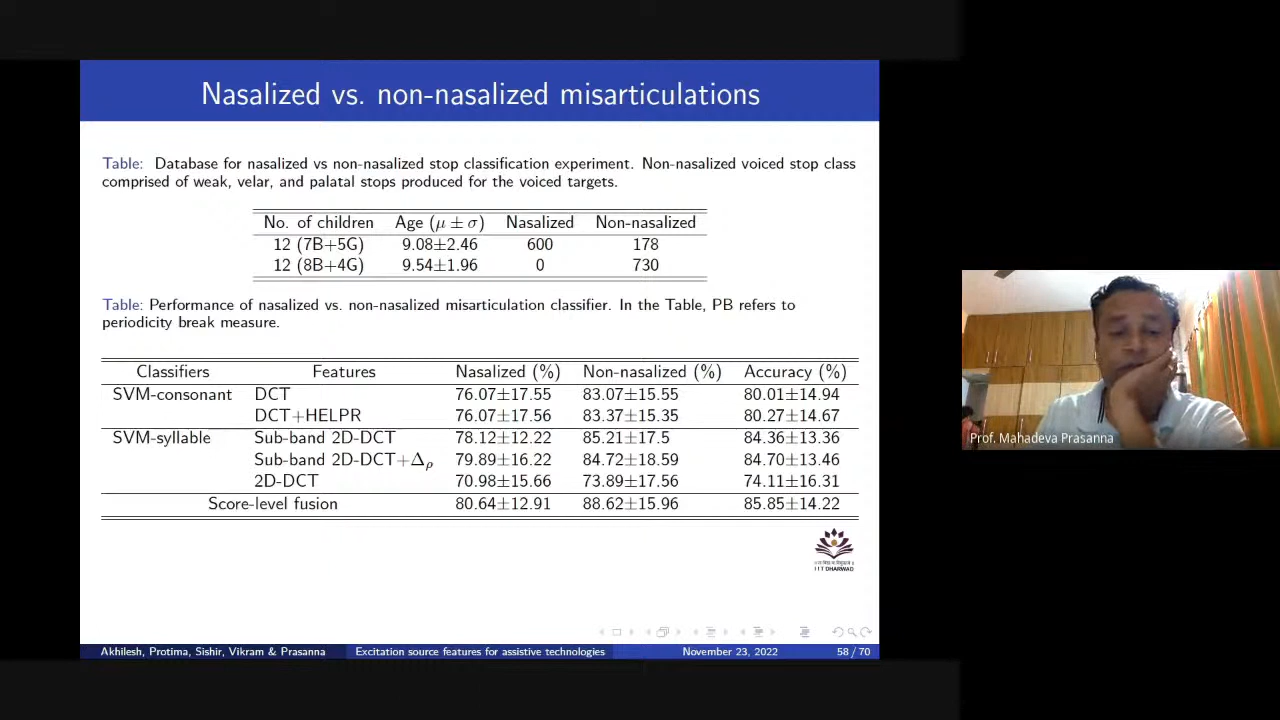 Nasalized vs. non-nasalized misarticulations
Table: Database for nasalized vs non-nasalized stop classification experiment. Non-nasalized voiced stop class
comprised of weak, velar, and palatal stops produced for the voiced targets.
No. of children Age (μ ± σ) Nasalized Non-nasalized
12 (7B+5G) 9.08±2.46 600 178
12 (8B+4G) 9.54±1.96 0 730
Table: Performance of nasalized vs. non-nasalized misarticulation classifier. In the Table, PB refers to
periodicity break measure.
Classifiers Features Nasalized (%) Non-nasalized (%) Accuracy (%)
SVM-consonant DCT 76.07±17.55 83.07±15.55 80.01±14.94
DCT+HELPR 76.07±17.56 83.37±15.35 80.27±14.67
SVM-syllable Sub-band 2D-DCT 78.12±12.22 85.21±17.5 84.36±13.36
Sub-band 2D-DCT+Δρ 79.89±16.22 84.72±18.59 84.70±13.46
2D-DCT 70.98±15.66 73.89±17.56 74.11±16.31
Score-level fusion 80.64±12.91 88.62±15.96 85.85±14.22
IIT DHARWAD
Akhilesh, Protima, Sishir, Vikram & Prasanna Excitation source features for assistive technologies November 23, 2022 58 / 70
Prof. Mahadeva Prasanna